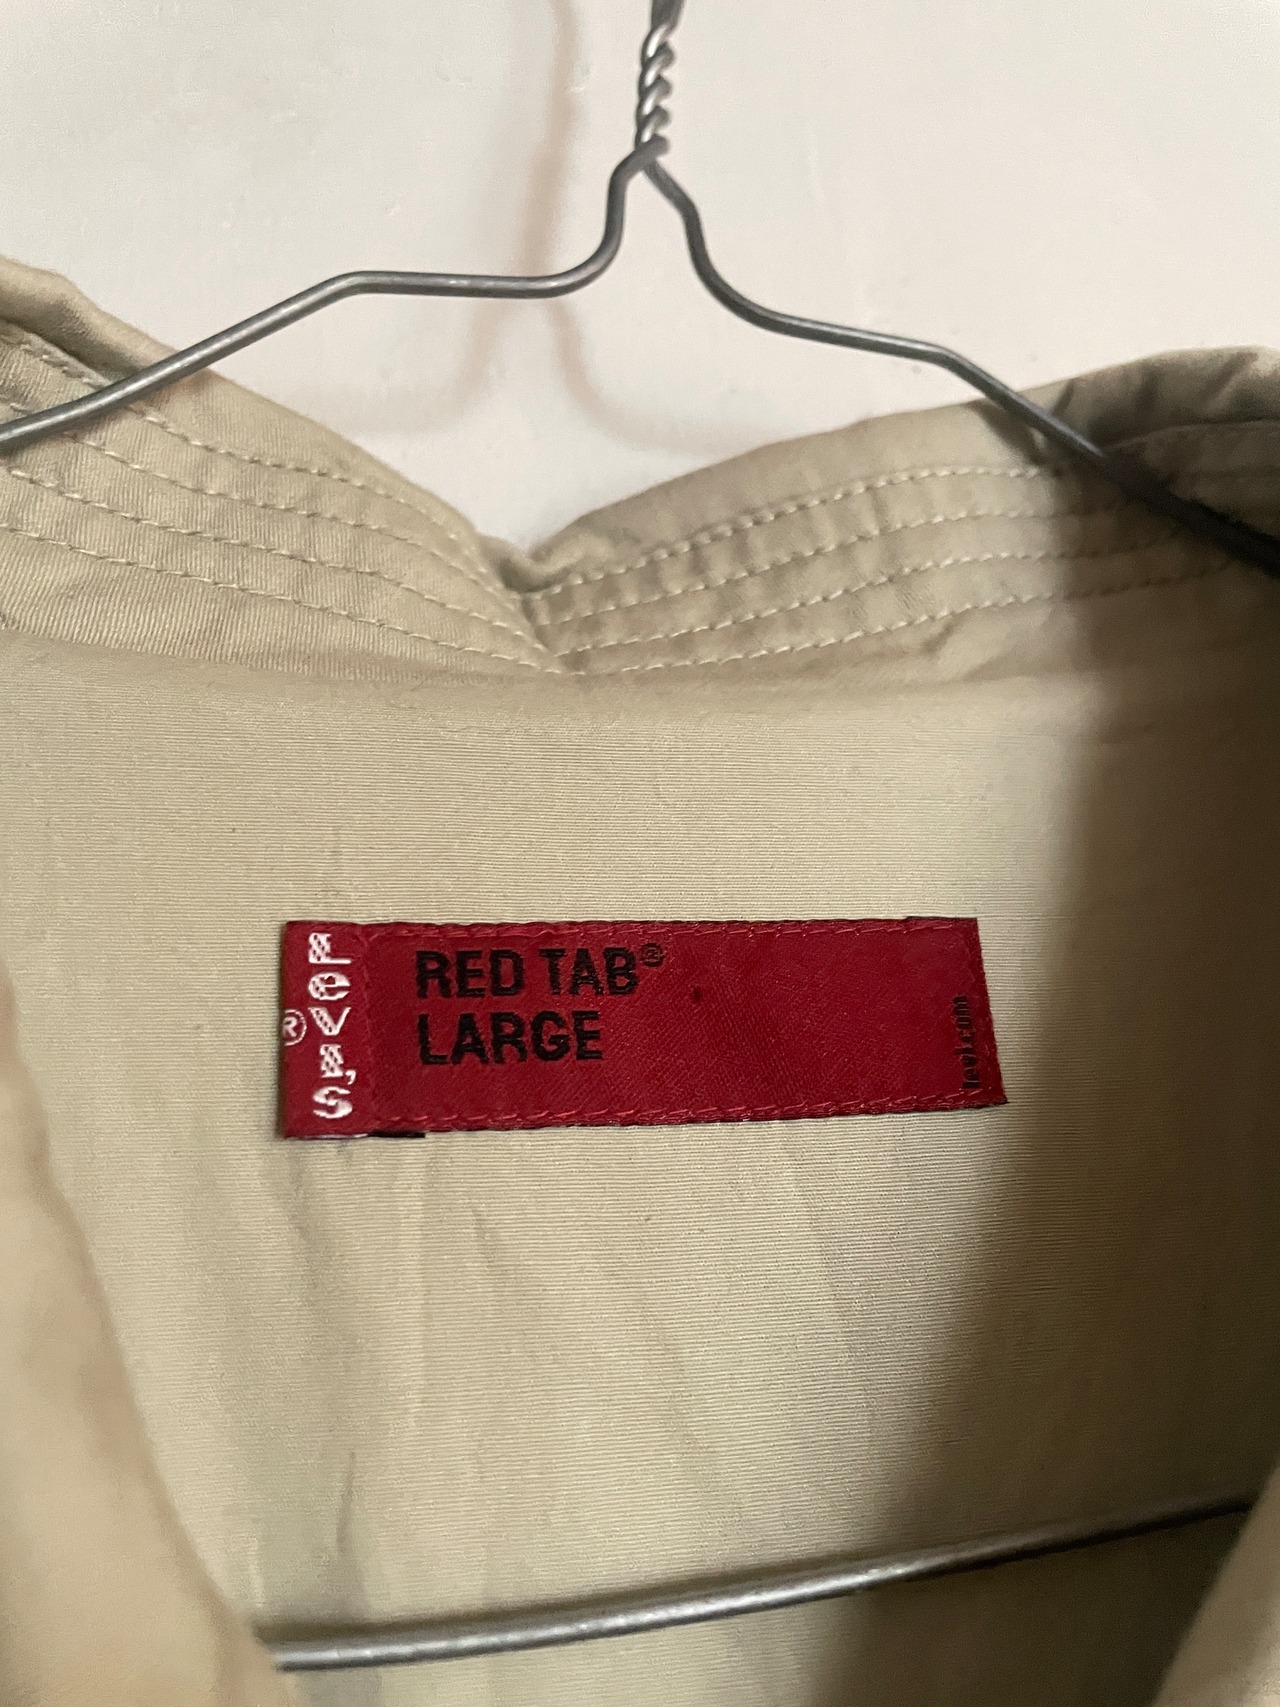 Levi's
®
RED TAB®
LARGE
levi.com